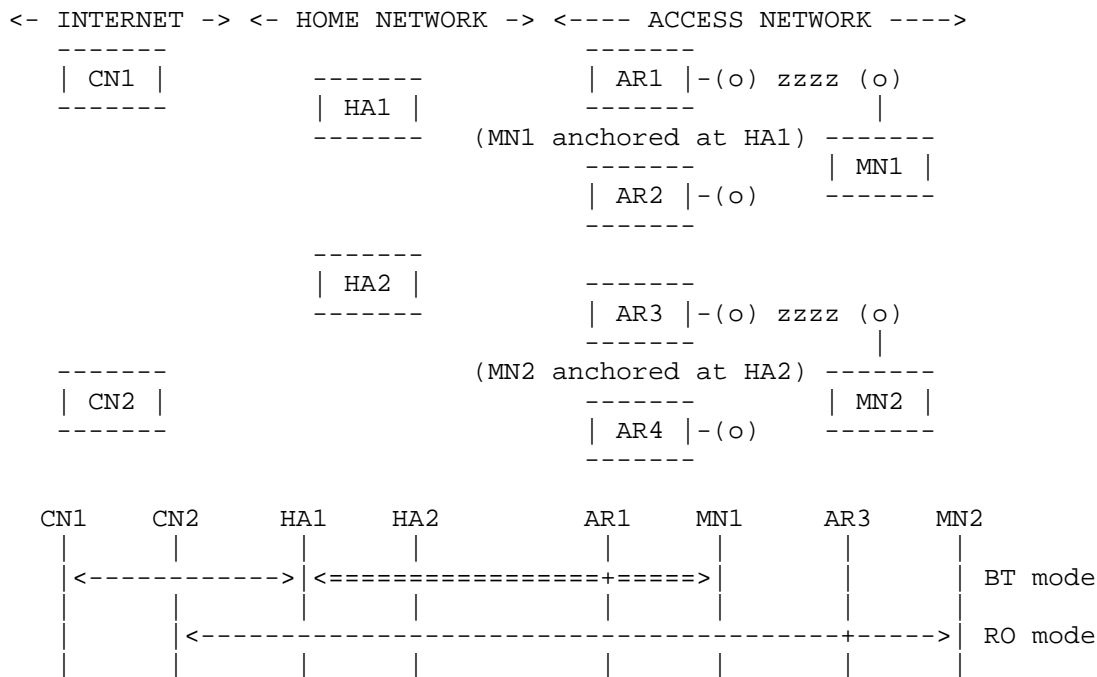 <- INTERNET -> <- HOME NETWORK -> <---- ACCESS NETWORK ---->
   -------                          -------
   | CN1 |         -------          | AR1 |-(o) zzzz (o)
   -------         | HA1 |          -------           |
                   -------   (MN1 anchored at HA1) -------
                                    -------        | MN1 |
                                    | AR2 |-(o)    -------
                                    -------
                   -------
                   | HA2 |          -------
                   -------          | AR3 |-(o) zzzz (o)
                                    -------           |
   -------                   (MN2 anchored at HA2) -------
   | CN2 |                          -------        | MN2 |
   -------                          | AR4 |-(o)    -------
                                    -------
  CN1    CN2     HA1    HA2         AR1    MN1     AR3    MN2
   |      |       |      |           |      |       |      |
   |<------------>|<=================+=====>|       |      | BT mode
   |      |       |      |           |      |       |      |
   |      |<----------------------------------------+----->| RO mode
   |      |       |      |           |      |       |      |